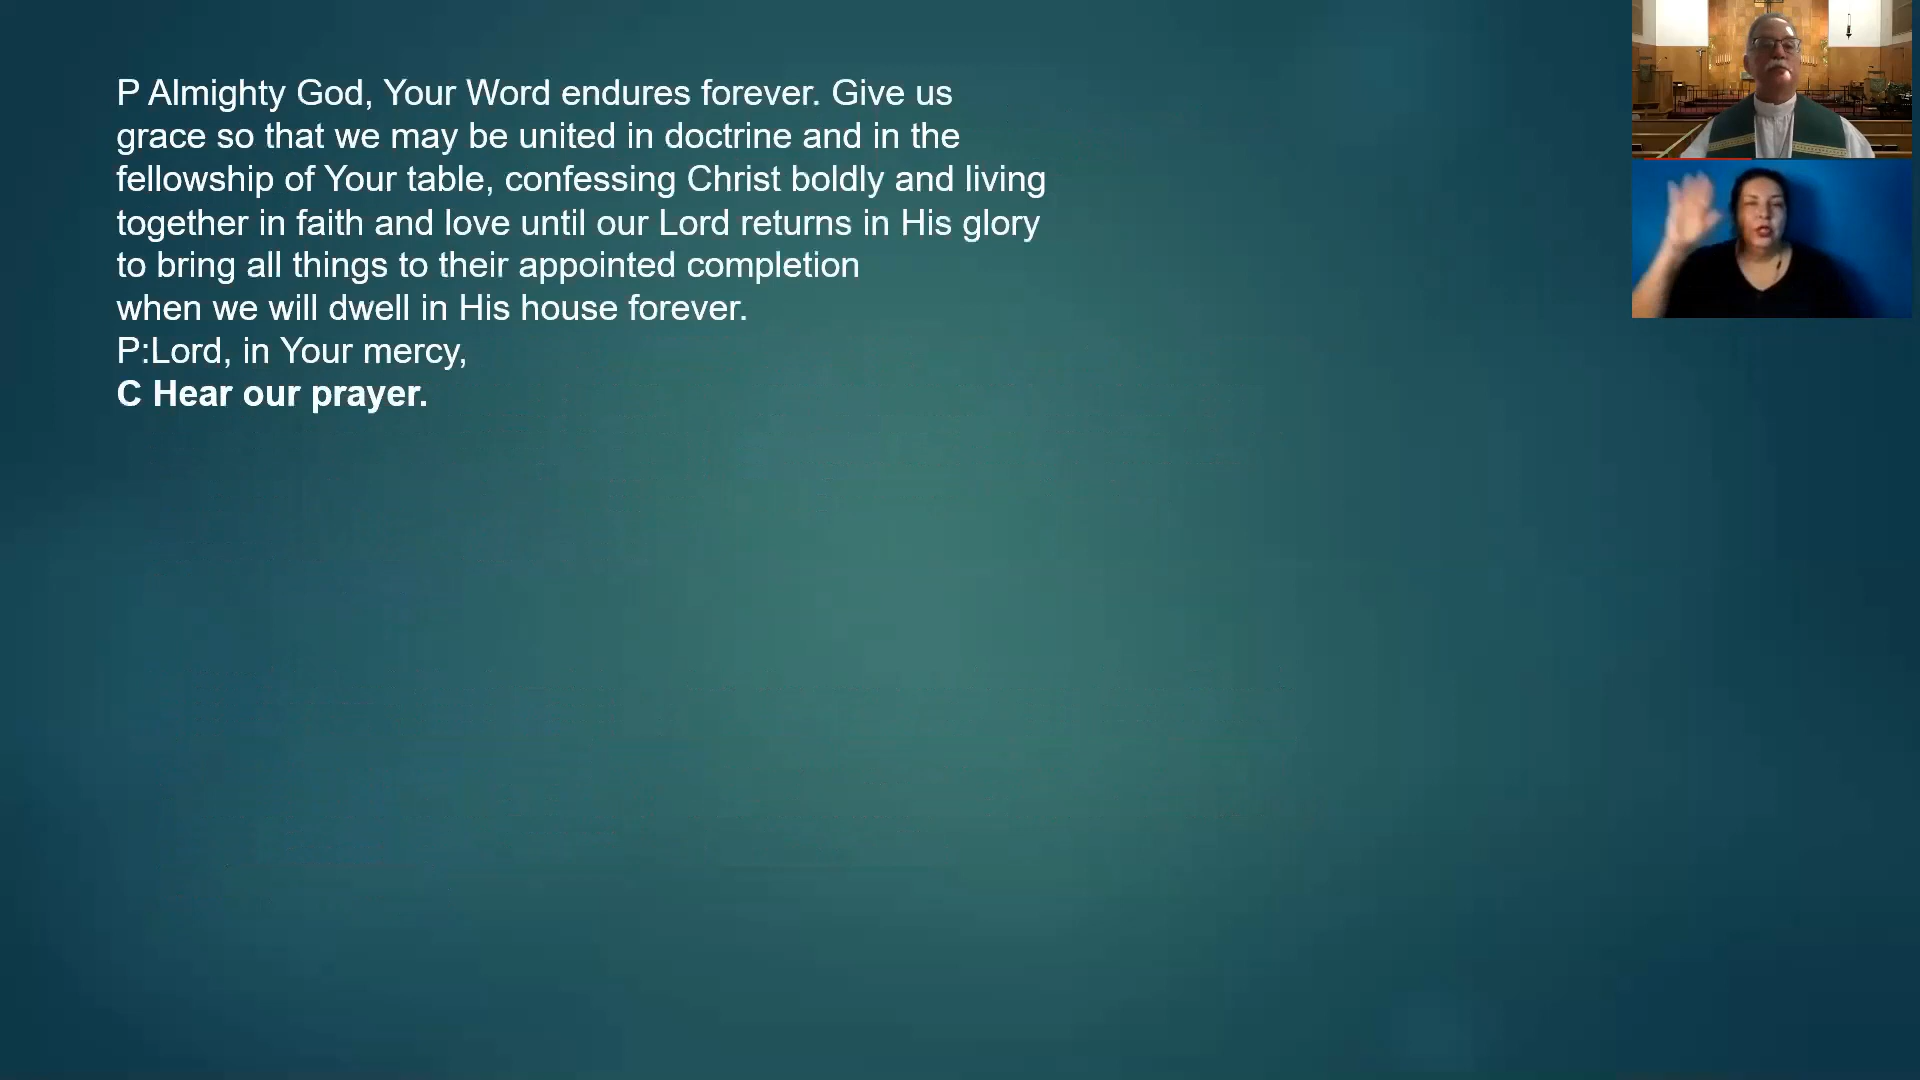 P Almighty God, Your Word endures forever. Give us
grace so that we may be united in doctrine and in the
fellowship of Your table, confessing Christ boldly and living
together in faith and love until our Lord returns in His glory
to bring all things to their appointed completion
when we will dwell in His house forever.
P:Lord, in Your mercy,
C Hear our prayer.